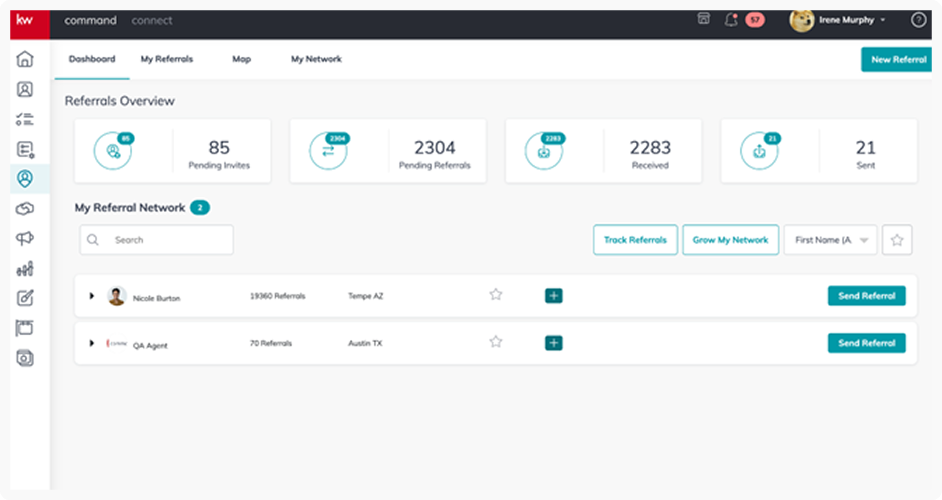 kw command connect 57 Irene Murphy ?
Dashboard My Referrals Map My Network New Referral
Referrals Overview
85 85
Pending Invites
2304 2304
Pending Referrals
2283 2283
Received
21 21
Sent
My Referral Network 2
Search Track Referrals Grow My Network First Name (A
Nicole Burton 19360 Referrals Tempe AZ Send Referral
QA Agent 70 Referrals Austin TX Send Referral